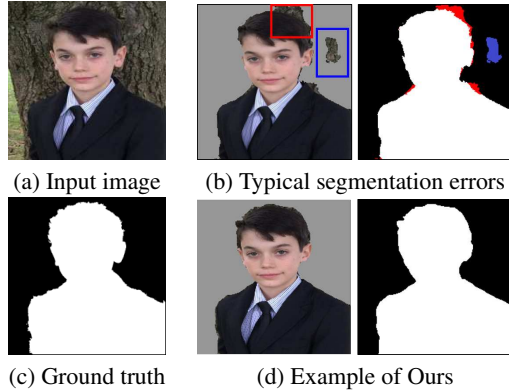 (a) Input image
(b) Typical segmentation errors
(c) Ground truth
(d) Example of Ours